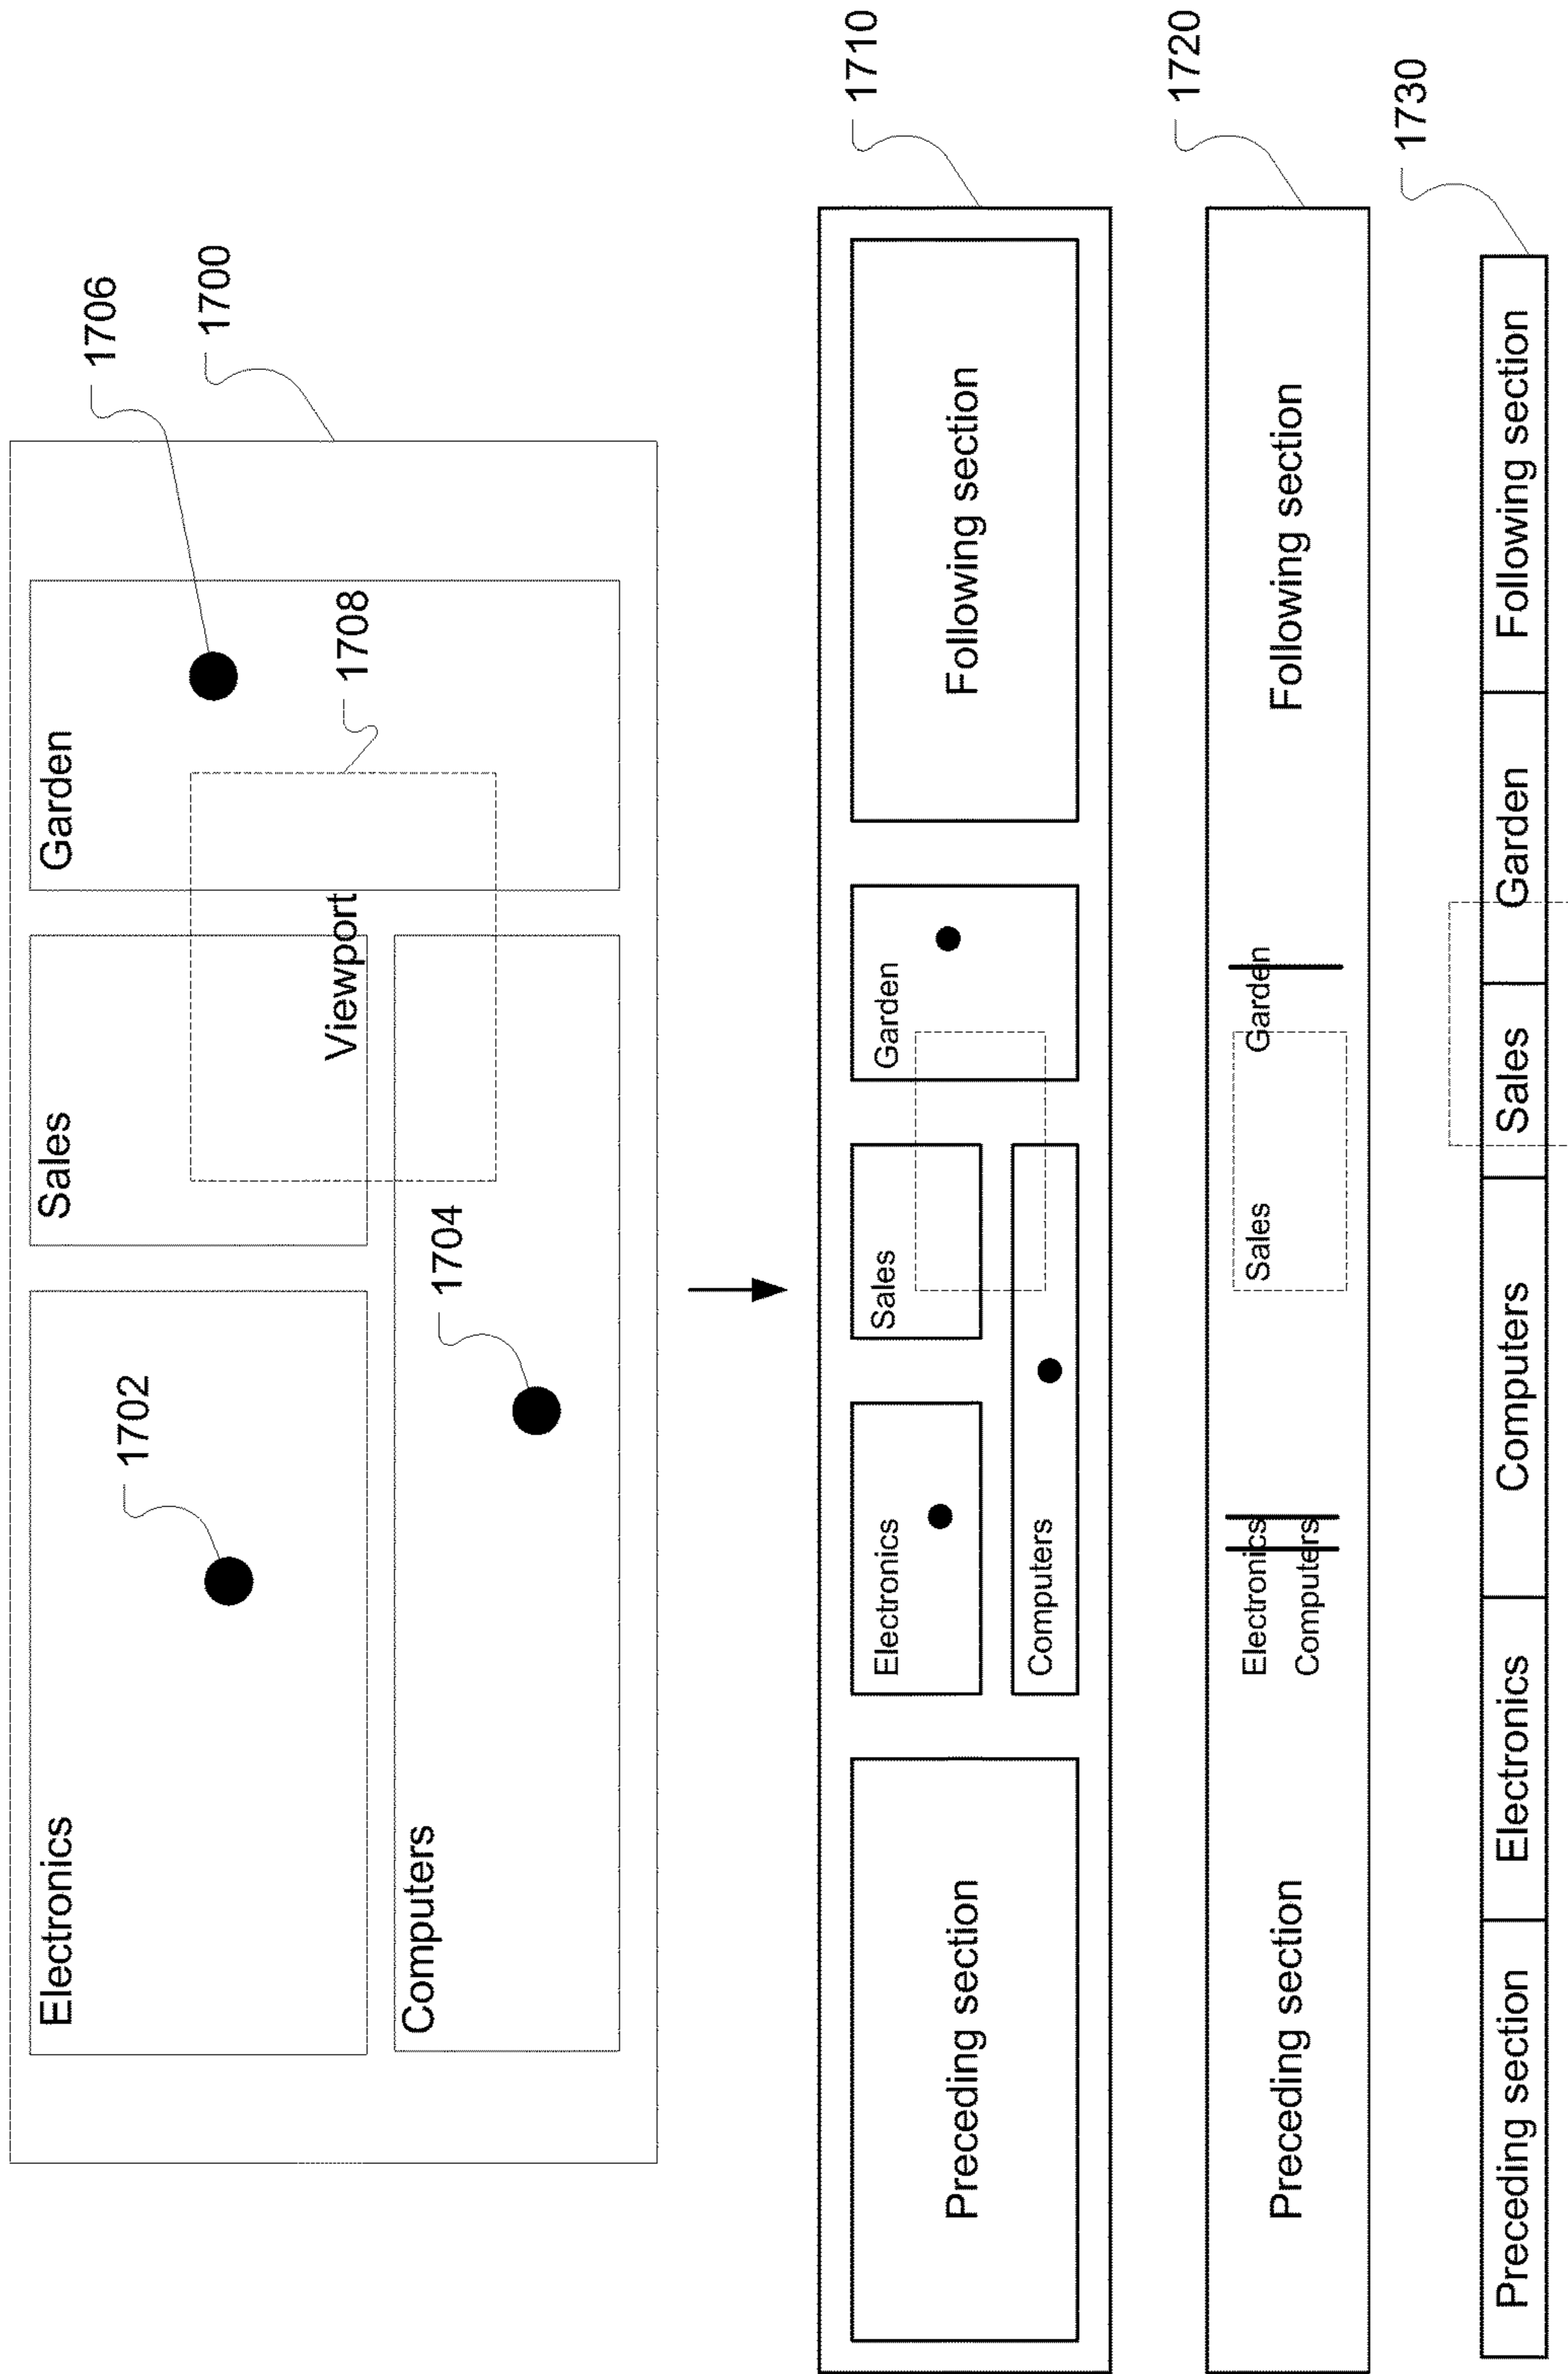 1706
1700
Electronics
Sales
Garden
1702
1708
Viewport
1704
Computers
1710
Preceding section
Electronics
Sales
Garden
Computers
Following section
1720
Preceding section
Electronics
Computers
Sales
Garden
Following section
1730
Preceding section
Electronics
Computers
Sales
Garden
Following section